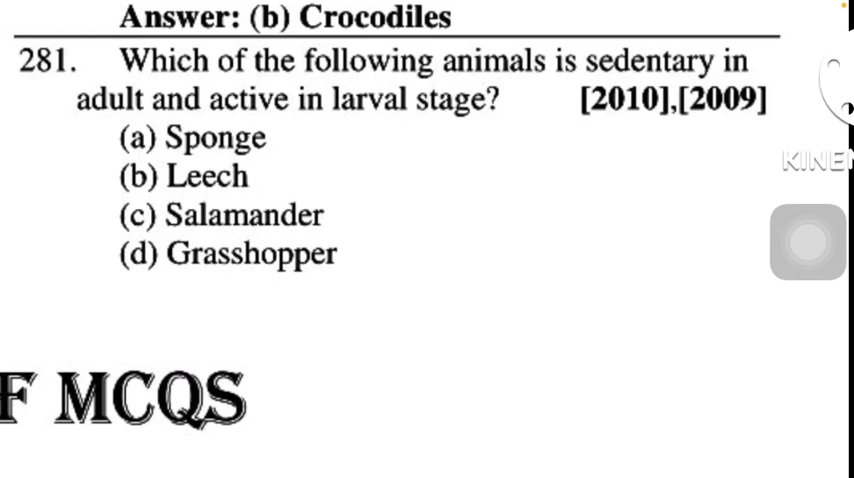 Answer: (b) Crocodiles
281. Which of the following animals is sedentary in
adult and active in larval stage? [2010],[2009]
(a) Sponge
(b) Leech
(c) Salamander
(d) Grasshopper
KINEM
F MCQS